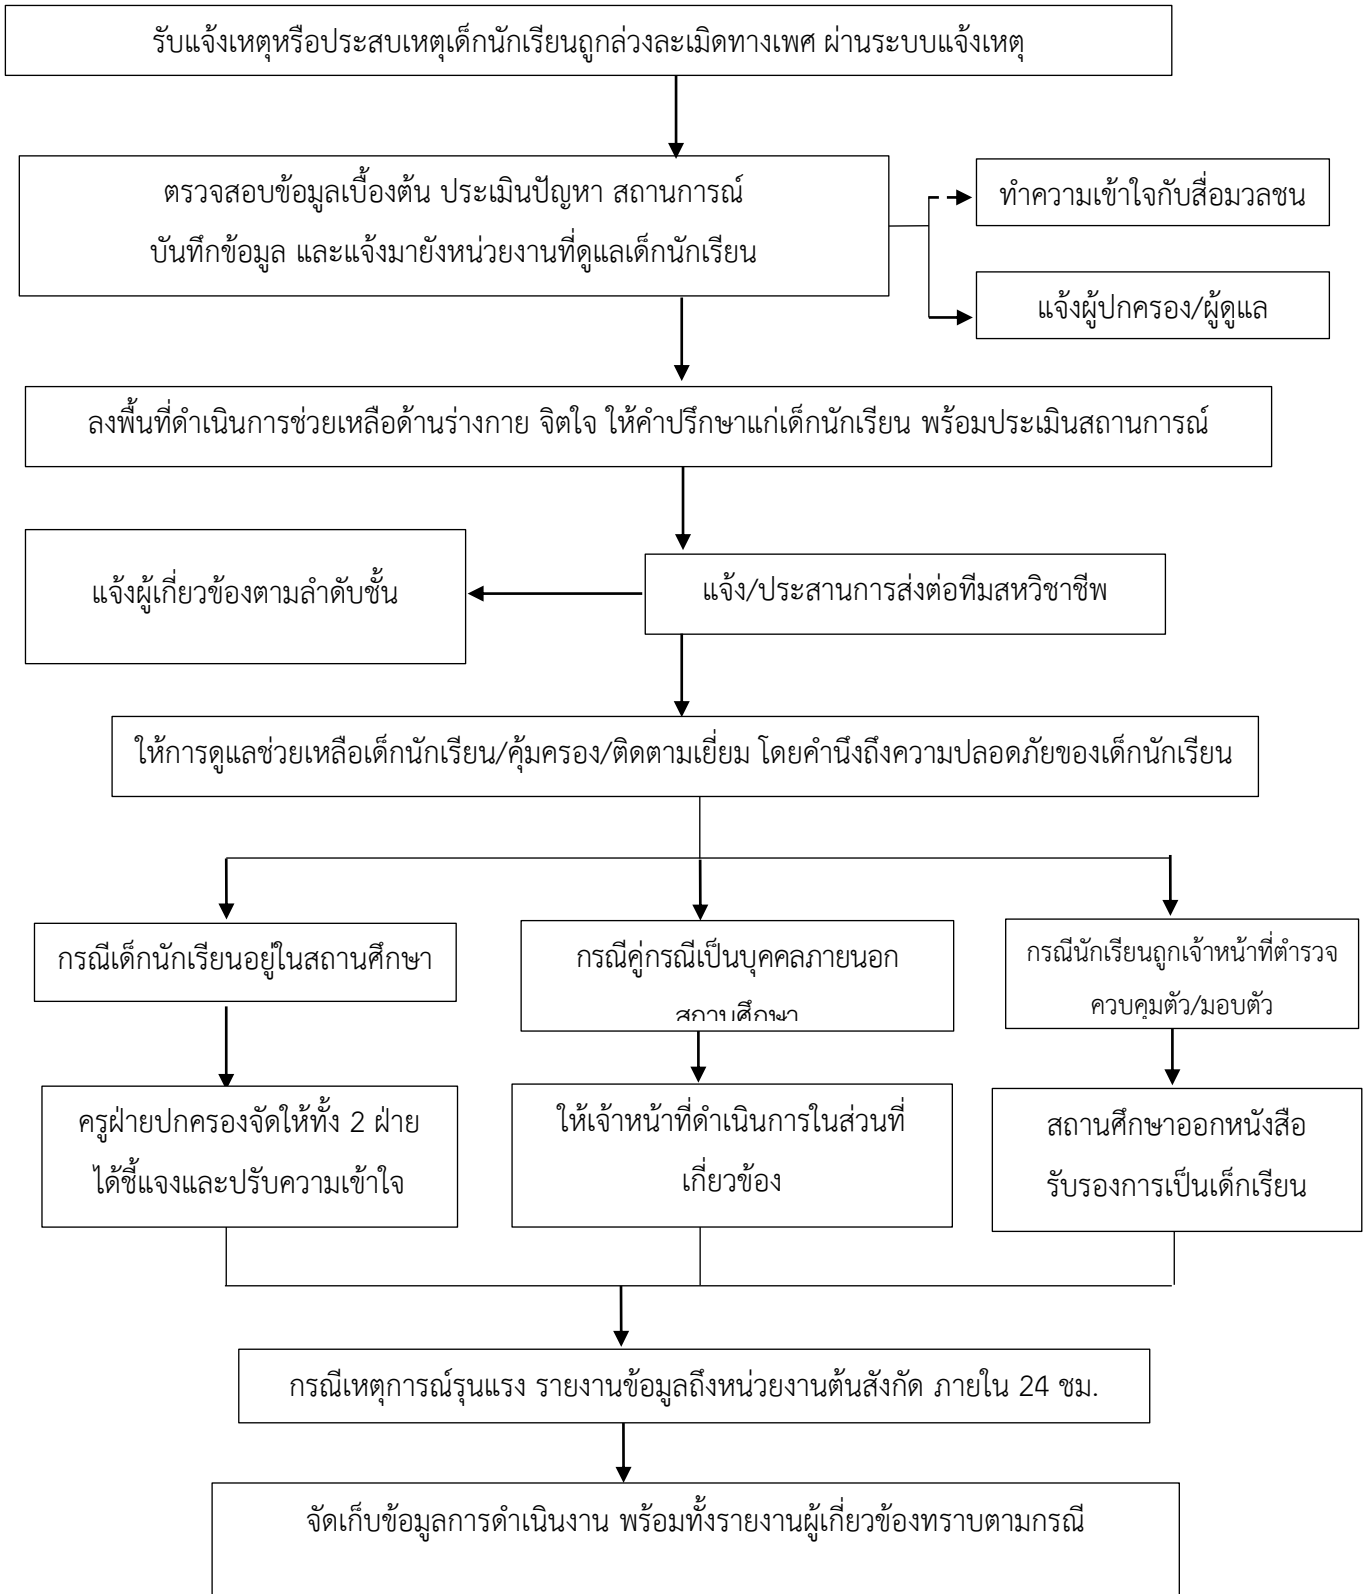 รับแจ้งเหตุหรือประสบเหตุเด็กนักเรียนถูกล่วงละเมิดทางเพศ ผ่านระบบแจ้งเหตุ
ตรวจสอบข้อมูลเบื้องต้น ประเมินปัญหา สถานการณ์
บันทึกข้อมูล และแจ้งมายังหน่วยงานที่ดูแลเด็กนักเรียน
ทำความเข้าใจกับสื่อมวลชน
แจ้งผู้ปกครอง/ผู้ดูแล
ลงพื้นที่ดำเนินการช่วยเหลือด้านร่างกาย จิตใจ ให้คำปรึกษาแก่เด็กนักเรียน พร้อมประเมินสถานการณ์
แจ้งผู้เกี่ยวข้องตามลำดับชั้น
แจ้ง/ประสานการส่งต่อทีมสหวิชาชีพ
ให้การดูแลช่วยเหลือเด็กนักเรียน/คุ้มครอง/ติดตามเยี่ยม โดยคำนึงถึงความปลอดภัยของเด็กนักเรียน
กรณีเด็กนักเรียนอยู่ในสถานศึกษา
กรณีคู่กรณีเป็นบุคคลภายนอก
สถานศึกษา
กรณีนักเรียนถูกเจ้าหน้าที่ตำรวจ
ควบคุมตัว/มอบตัว
ครูฝ่ายปกครองจัดให้ทั้ง 2 ฝ่าย
ได้ชี้แจงและปรับความเข้าใจ
ให้เจ้าหน้าที่ดำเนินการในส่วนที่
เกี่ยวข้อง
สถานศึกษาออกหนังสือ
รับรองการเป็นเด็กเรียน
กรณีเหตุการณ์รุนแรง รายงานข้อมูลถึงหน่วยงานต้นสังกัด ภายใน 24 ชม.
จัดเก็บข้อมูลการดำเนินงาน พร้อมทั้งรายงานผู้เกี่ยวข้องทราบตามกรณี